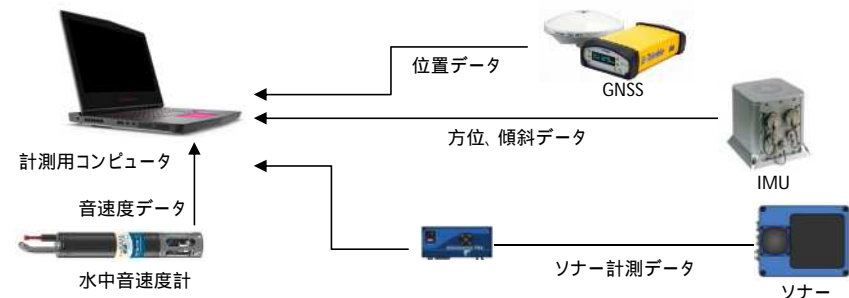 位置データ
GNSS
方位、傾斜データ
計測用コンピュータ
IMU
音速度データ
水中音速度計
ソナー計測データ
ソナー